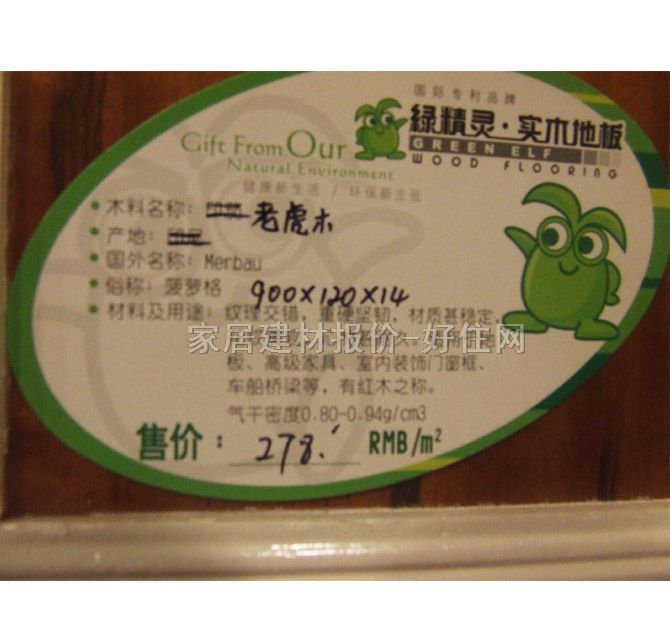 国际专利品牌
绿精灵·实木地板
GREEN ELF
WOOD FLOORING
Gift From Our
Natural Environment
健康新生活 / 环保新主张
木料名称: 老虎木
产地:
国外名称: Merbau
俗称: 菠萝格
900×120×14
材料及用途: 纹理交错, 重硬坚韧, 材质甚稳定,
家居建材报价-好住网
板、高级家具、室内装饰门窗框、
车船桥梁等, 有红木之称。
气干密度0.80-0.94g/cm3
售价: 278. RMB/m²